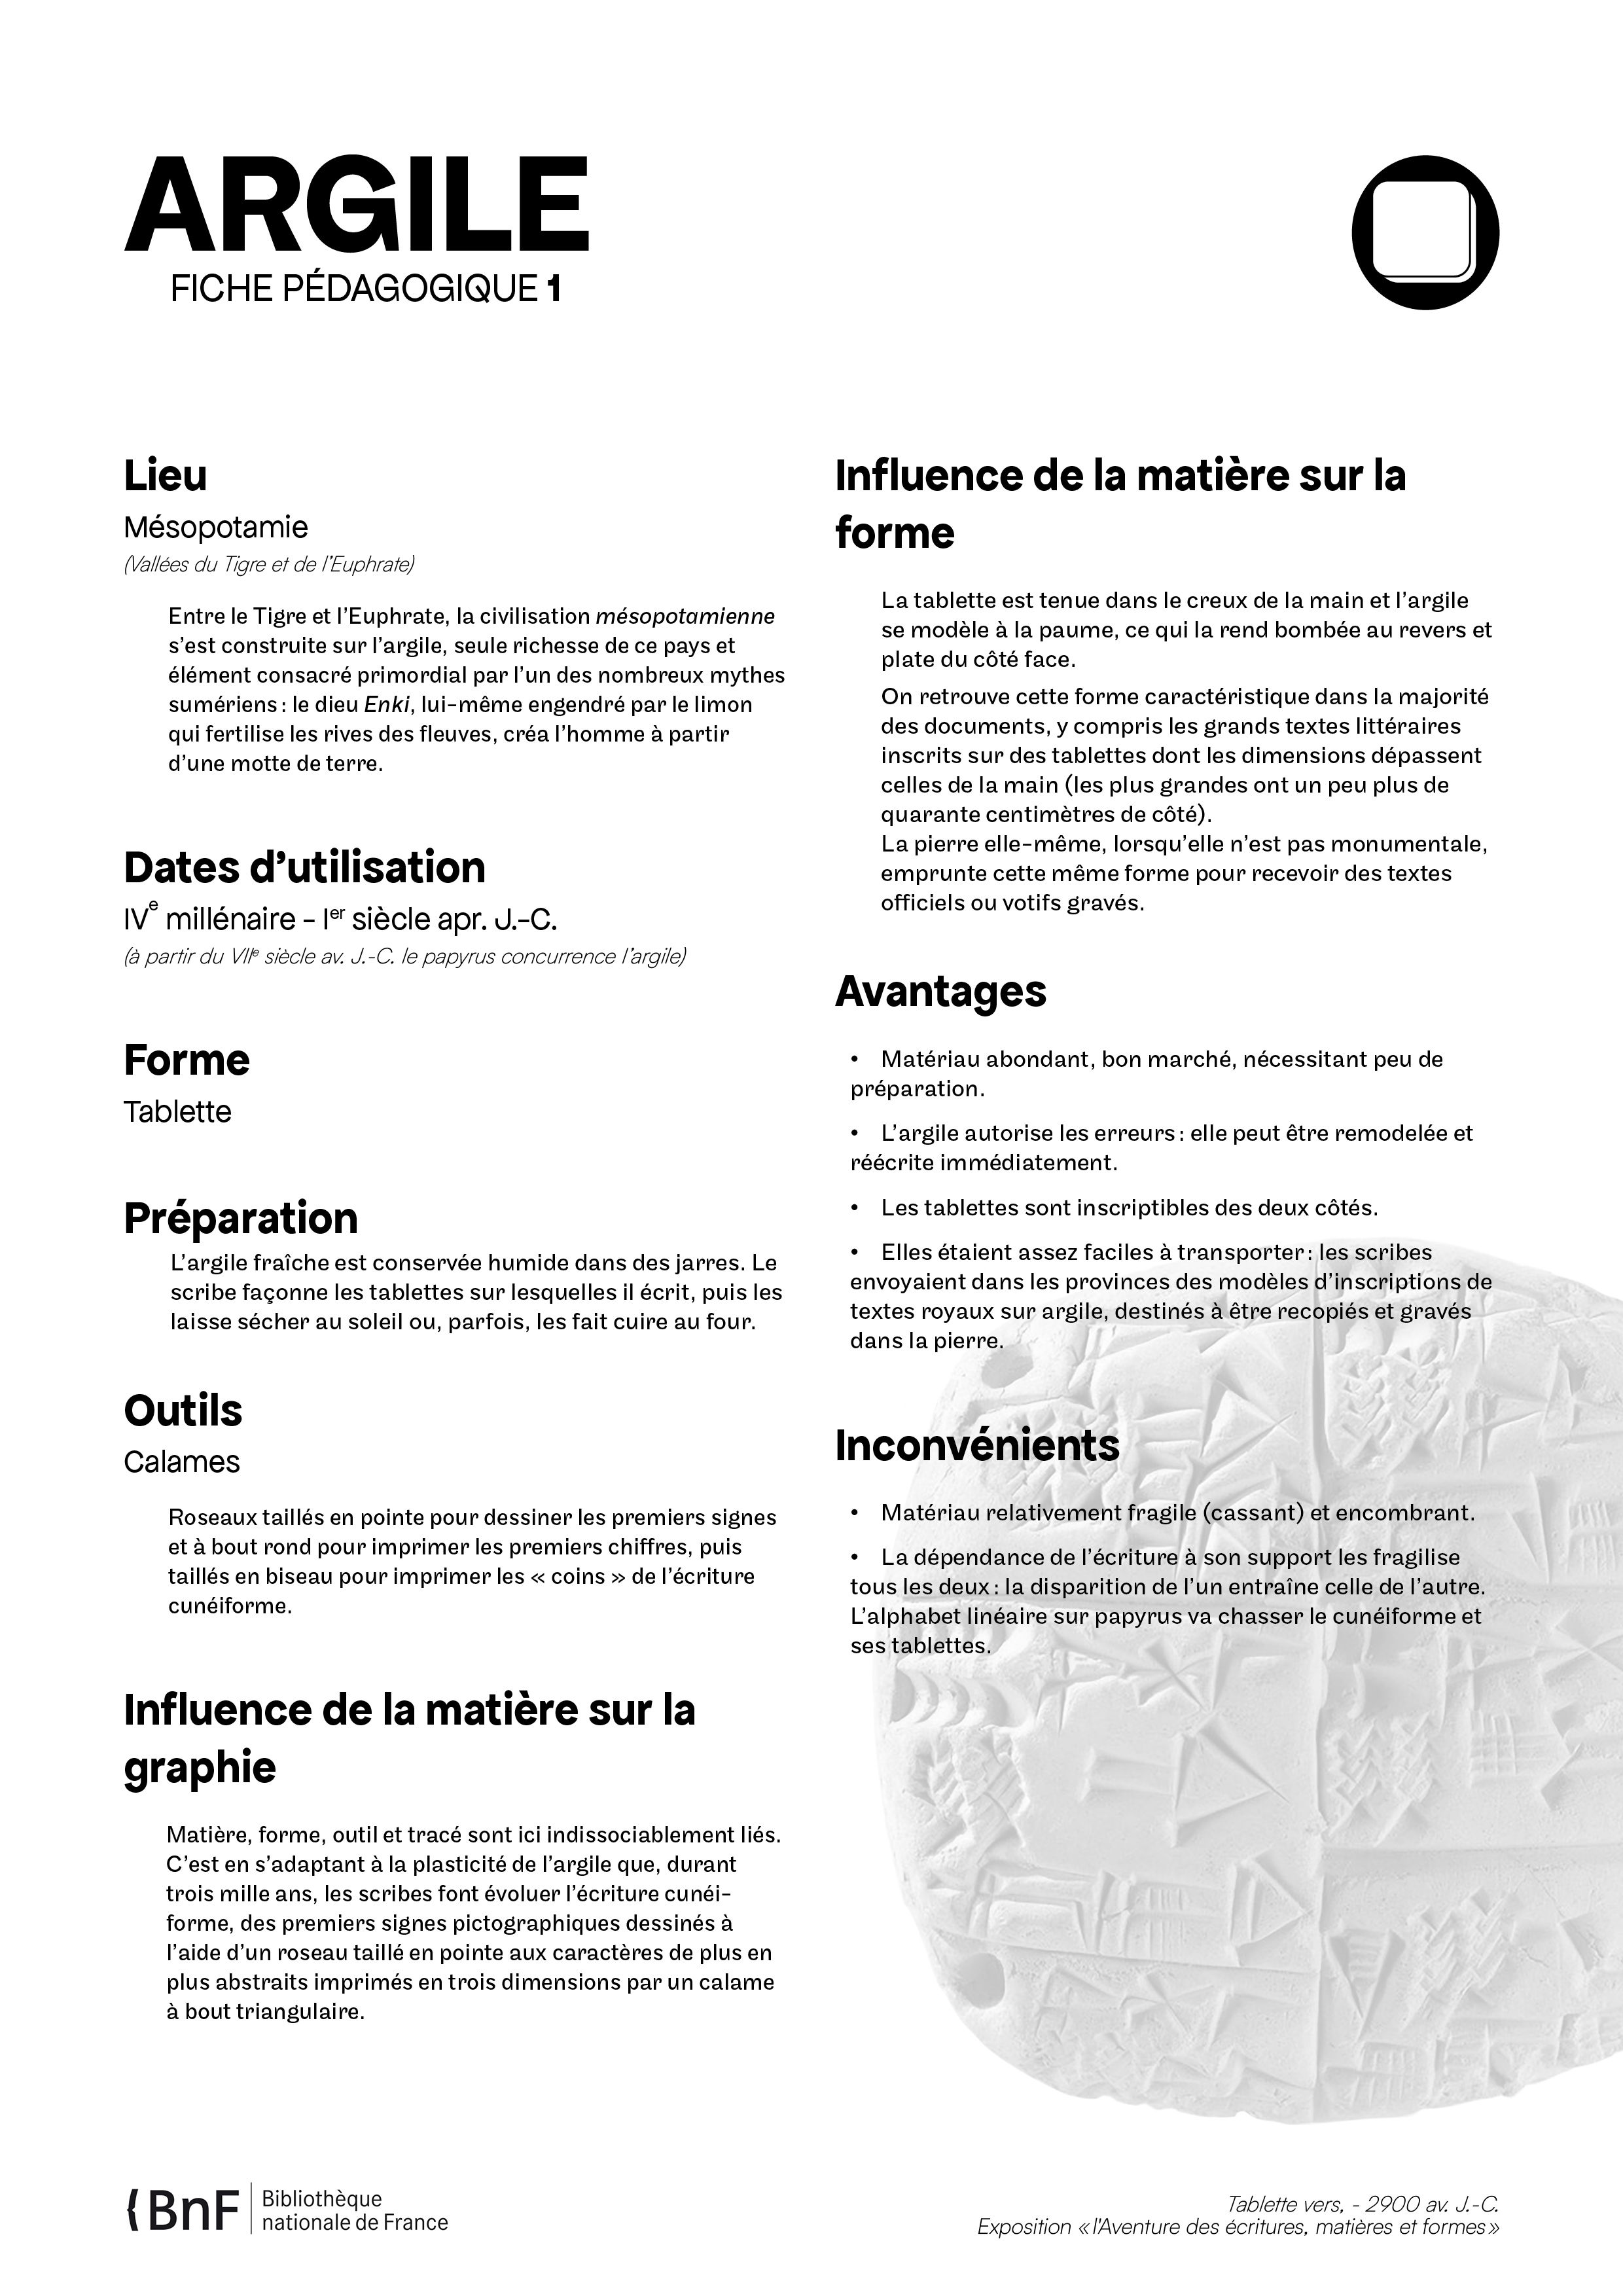 ARGILE
FICHE PÉDAGOGIQUE 1
Lieu
Mésopotamie
(Vallées du Tigre et de l'Euphrate)
Entre le Tigre et l'Euphrate, la civilisation mésopotamienne
s'est construite sur l'argile, seule richesse de ce pays et
élément consacré primordial par l'un des nombreux mythes
sumériens : le dieu Enki, lui-même engendré par le limon
qui fertilise les rives des fleuves, créa l'homme à partir
d'une motte de terre.
Dates d'utilisation
IVe millénaire - Ier siècle apr. J.-C.
(à partir du VIIe siècle av. J.-C. le papyrus concurrence l'argile)
Forme
Tablette
Préparation
L'argile fraîche est conservée humide dans des jarres. Le
scribe façonne les tablettes sur lesquelles il écrit, puis les
laisse sécher au soleil ou, parfois, les fait cuire au four.
Outils
Calames
Roseaux taillés en pointe pour dessiner les premiers signes
et à bout rond pour imprimer les premiers chiffres, puis
taillés en biseau pour imprimer les « coins » de l'écriture
cunéiforme.
Influence de la matière sur la
graphie
Matière, forme, outil et tracé sont ici indissociablement liés.
C'est en s'adaptant à la plasticité de l'argile que, durant
trois mille ans, les scribes font évoluer l'écriture cunéi-
forme, des premiers signes pictographiques dessinés à
l'aide d'un roseau taillé en pointe aux caractères de plus en
plus abstraits imprimés en trois dimensions par un calame
à bout triangulaire.
Influence de la matière sur la
forme
La tablette est tenue dans le creux de la main et l'argile
se modèle à la paume, ce qui la rend bombée au revers et
plate du côté face.
On retrouve cette forme caractéristique dans la majorité
des documents, y compris les grands textes littéraires
inscrits sur des tablettes dont les dimensions dépassent
celles de la main (les plus grandes ont un peu plus de
quarante centimètres de côté).
La pierre elle-même, lorsqu'elle n'est pas monumentale,
emprunte cette même forme pour recevoir des textes
officiels ou votifs gravés.
Avantages
• Matériau abondant, bon marché, nécessitant peu de
préparation.
• L'argile autorise les erreurs : elle peut être remodelée et
réécrite immédiatement.
• Les tablettes sont inscriptibles des deux côtés.
• Elles étaient assez faciles à transporter : les scribes
envoyaient dans les provinces des modèles d'inscriptions de
textes royaux sur argile, destinés à être recopiés et gravés
dans la pierre.
Inconvénients
• Matériau relativement fragile (cassant) et encombrant.
• La dépendance de l'écriture à son support les fragilise
tous les deux : la disparition de l'un entraîne celle de l'autre.
L'alphabet linéaire sur papyrus va chasser le cunéiforme et
ses tablettes.
BnF Bibliothèque
nationale de France
Tablette vers, - 2900 av. J.-C.
Exposition «l'Aventure des écritures, matières et formes»